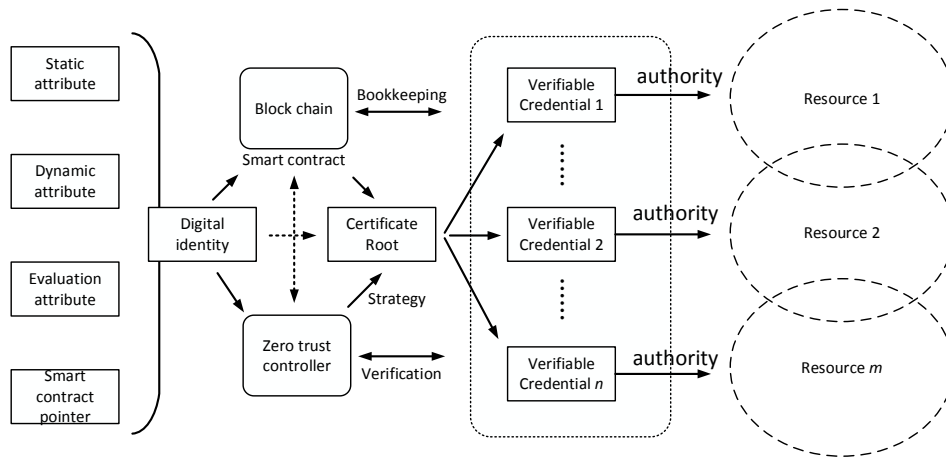 Static
attribute
Dynamic
attribute
Evaluation
attribute
Smart
contract
pointer
Digital
identity
Block chain
Smart contract
Bookkeeping
Certificate
Root
Strategy
Zero trust
controller
Verification
Verifiable
Credential 1
Verifiable
Credential 2
Verifiable
Credential n
authority
authority
authority
Resource 1
Resource 2
Resource m